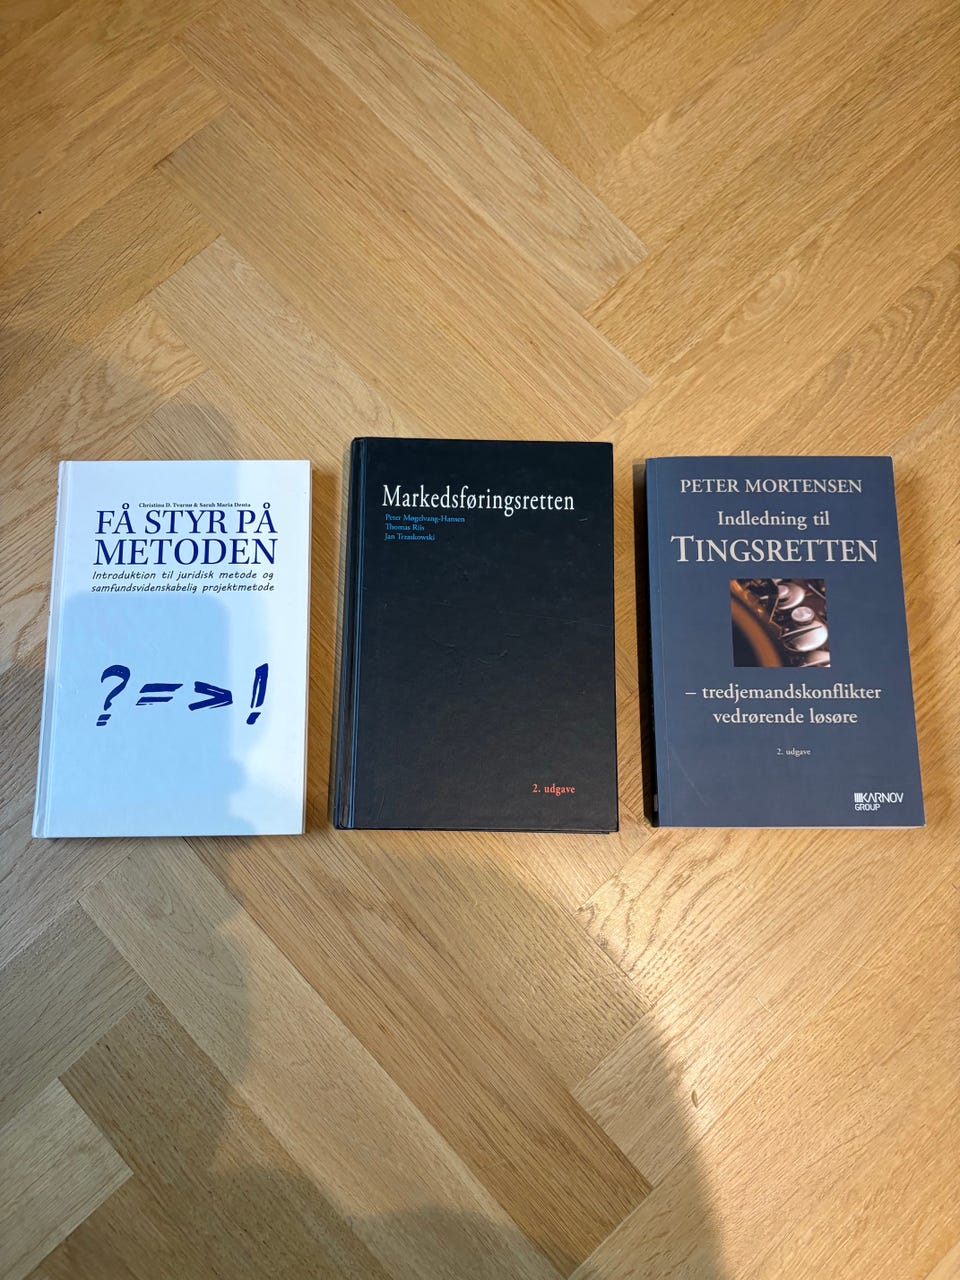 Christina D. Tvarnø & Sarah Maria Denta
FÅ STYR PÅ
METODEN
Introduktion til juridisk metode og
samfundsvidenskabelig projektmetode
?=>!
Markedsføringsretten
Peter Møgelvang-Hansen
Thomas Riis
Jan Trzaskowski
2. udgave
PETER MORTENSEN
Indledning til
TINGSRETTEN
– tredjemandskonflikter
vedrørende løsøre
2. udgave
KARNOV
GROUP